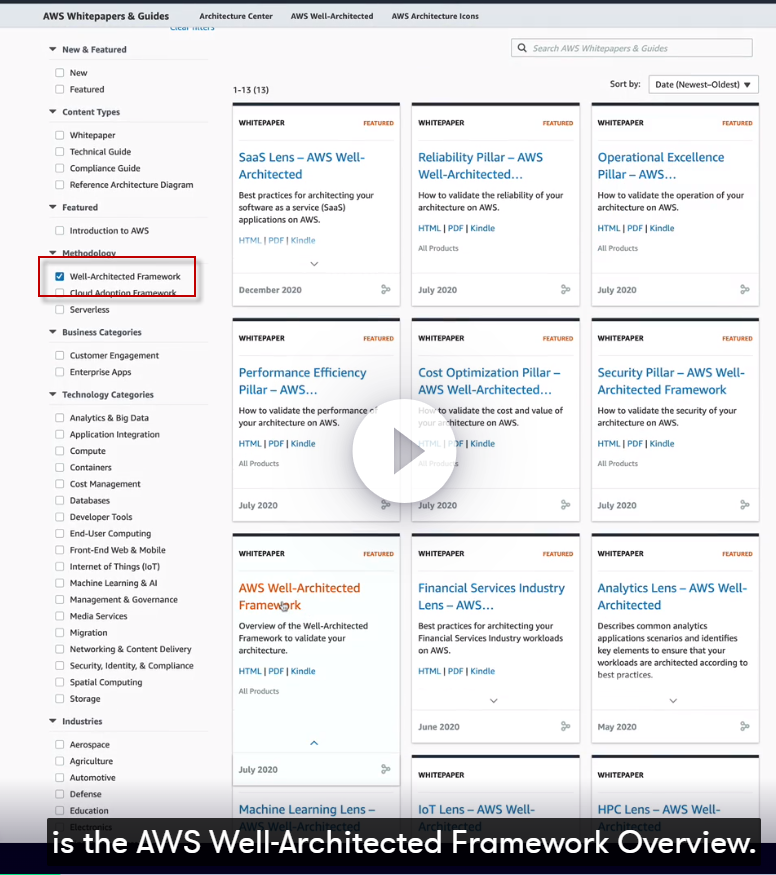 AWS Whitepapers & Guides
Architecture Center
AWS Well-Architected
AWS Architecture Icons
Clear filters
New & Featured
New
Featured
Content Types
Whitepaper
Technical Guide
Compliance Guide
Reference Architecture Diagram
Featured
Introduction to AWS
Methodology
Well-Architected Framework
Cloud Adoption Framework
Serverless
Business Categories
Customer Engagement
Enterprise Apps
Technology Categories
Analytics & Big Data
Application Integration
Compute
Containers
Cost Management
Databases
Developer Tools
End-User Computing
Front-End Web & Mobile
Internet of Things (IoT)
Machine Learning & AI
Management & Governance
Media Services
Migration
Networking & Content Delivery
Security, Identity, & Compliance
Spatial Computing
Storage
Industries
Aerospace
Agriculture
Automotive
Defense
Education
Electronics
Search AWS Whitepapers & Guides
1-13 (13)
Sort by:
Date (Newest–Oldest)
WHITEPAPER
FEATURED
SaaS Lens – AWS Well-
Architected
Best practices for architecting your
software as a service (SaaS)
applications on AWS.
HTML | PDF | Kindle
December 2020
WHITEPAPER
FEATURED
Reliability Pillar – AWS
Well-Architected…
How to validate the reliability of your
architecture on AWS.
HTML | PDF | Kindle
All Products
July 2020
WHITEPAPER
FEATURED
Operational Excellence
Pillar – AWS…
How to validate the operation of your
architecture on AWS.
HTML | PDF | Kindle
All Products
July 2020
WHITEPAPER
FEATURED
Performance Efficiency
Pillar – AWS…
How to validate the performance of
your architecture on AWS.
HTML | PDF | Kindle
All Products
July 2020
WHITEPAPER
FEATURED
Cost Optimization Pillar –
AWS Well-Architected…
How to validate the cost and value of
your architecture on AWS.
HTML | PDF | Kindle
All Products
July 2020
WHITEPAPER
FEATURED
Security Pillar – AWS Well-
Architected Framework
How to validate the security of your
architecture on AWS.
HTML | PDF | Kindle
All Products
July 2020
WHITEPAPER
FEATURED
AWS Well-Architected
Framework
Overview of the Well-Architected
Framework to validate your
architecture.
HTML | PDF | Kindle
All Products
July 2020
WHITEPAPER
FEATURED
Financial Services Industry
Lens – AWS…
Best practices for architecting your
Financial Services Industry workloads
on AWS.
HTML | PDF | Kindle
June 2020
WHITEPAPER
FEATURED
Analytics Lens – AWS Well-
Architected
Describes common analytics
applications scenarios and identifies
key elements to ensure that your
workloads are architected according to
best practices.
May 2020
Machine Learning Lens –
AWS Well-Architected
WHITEPAPER
IoT Lens – AWS Well-
Architected
WHITEPAPER
HPC Lens – AWS Well-
Architected
is the AWS Well-Architected Framework Overview.